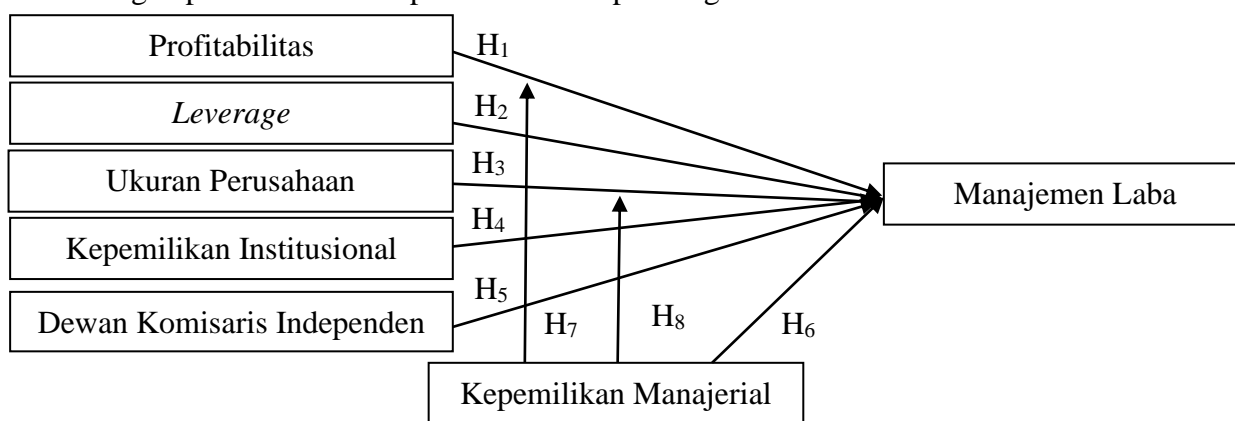 Profitabilitas
H1
Leverage
H2
Ukuran Perusahaan
H3
Manajemen Laba
Kepemilikan Institusional
H4
Dewan Komisaris Independen
H5
H7
H8
H6
Kepemilikan Manajerial